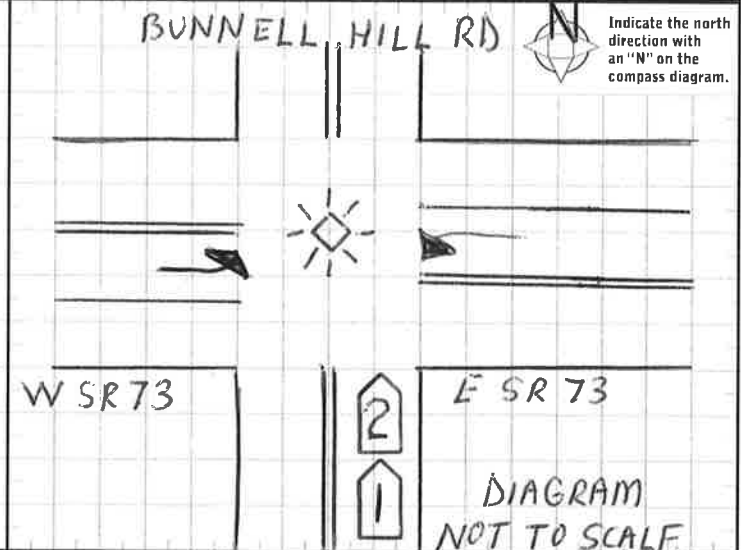 BUNNELL HILL RD
N
Indicate the north
direction with
an "N" on the
compass diagram.
W SR 73
E SR 73
2
1
DIAGRAM
NOT TO SCALE